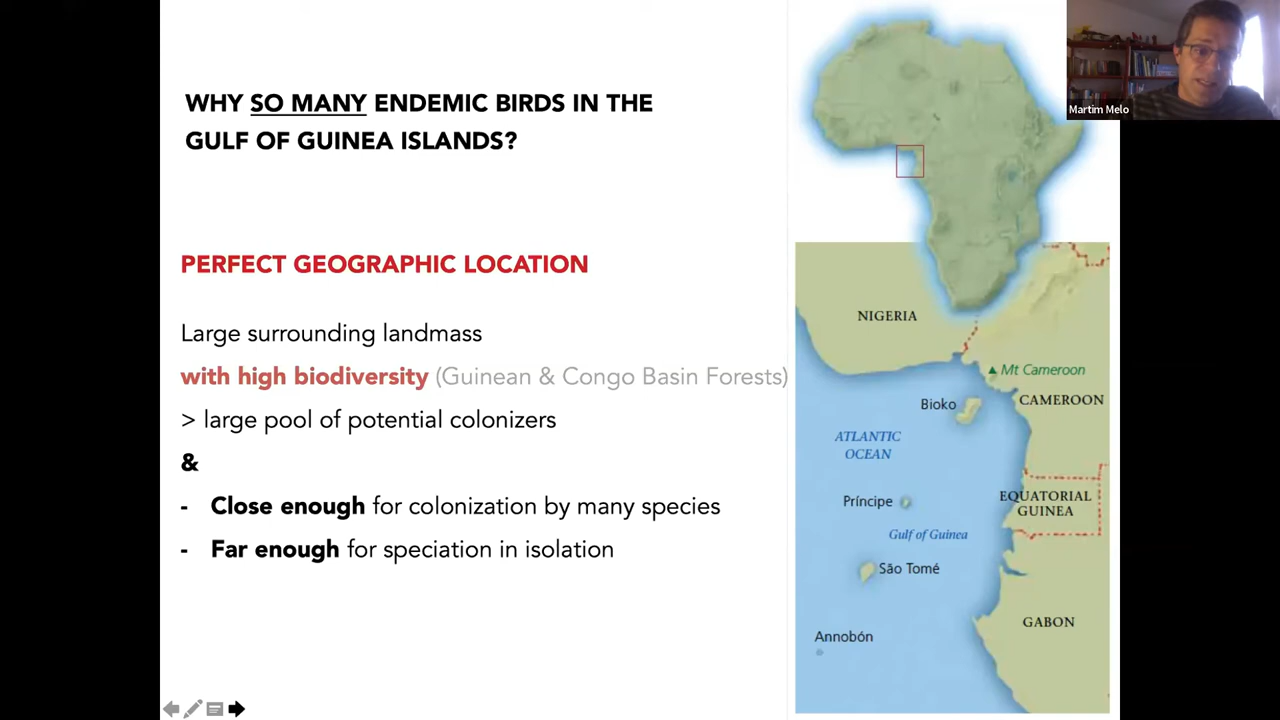 WHY SO MANY ENDEMIC BIRDS IN THE
GULF OF GUINEA ISLANDS?
PERFECT GEOGRAPHIC LOCATION
Large surrounding landmass
with high biodiversity (Guinean & Congo Basin Forests)
> large pool of potential colonizers
&
- Close enough for colonization by many species
- Far enough for speciation in isolation
Martim Melo
NIGERIA
Mt Cameroon
Bioko
CAMEROON
ATLANTIC
OCEAN
Príncipe
EQUATORIAL
GUINEA
Gulf of Guinea
São Tomé
GABON
Annobón